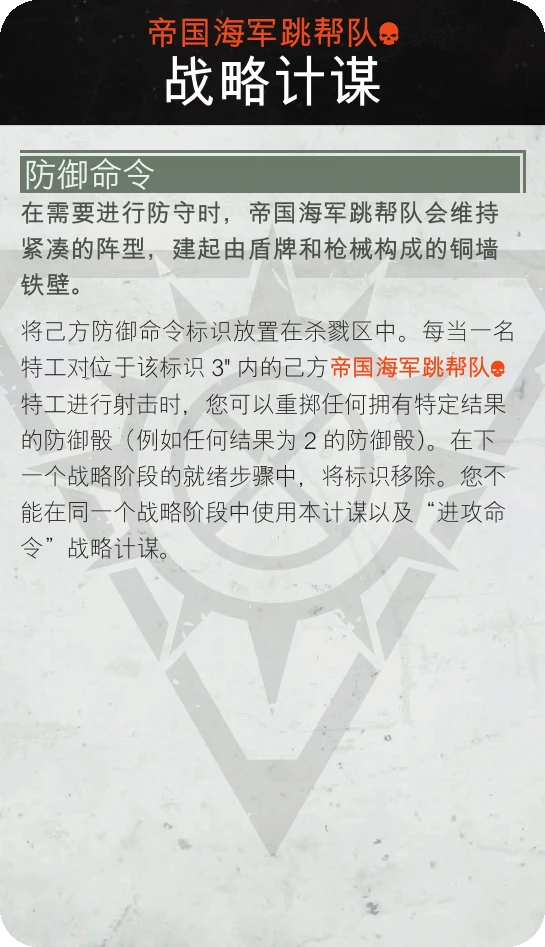 帝国海军跳帮队
战略计谋
防御命令
在需要进行防守时，帝国海军跳帮队会维持
紧凑的阵型，建起由盾牌和枪械构成的铜墙
铁壁。
将己方防御命令标识放置在杀戮区中。每当一名
特工对位于该标识 3" 内的己方帝国海军跳帮队
特工进行射击时，您可以重掷任何拥有特定结果
的防御骰（例如任何结果为 2 的防御骰）。在下
一个战略阶段的就绪步骤中，将标识移除。您不
能在同一个战略阶段中使用本计谋以及“进攻命
令”战略计谋。